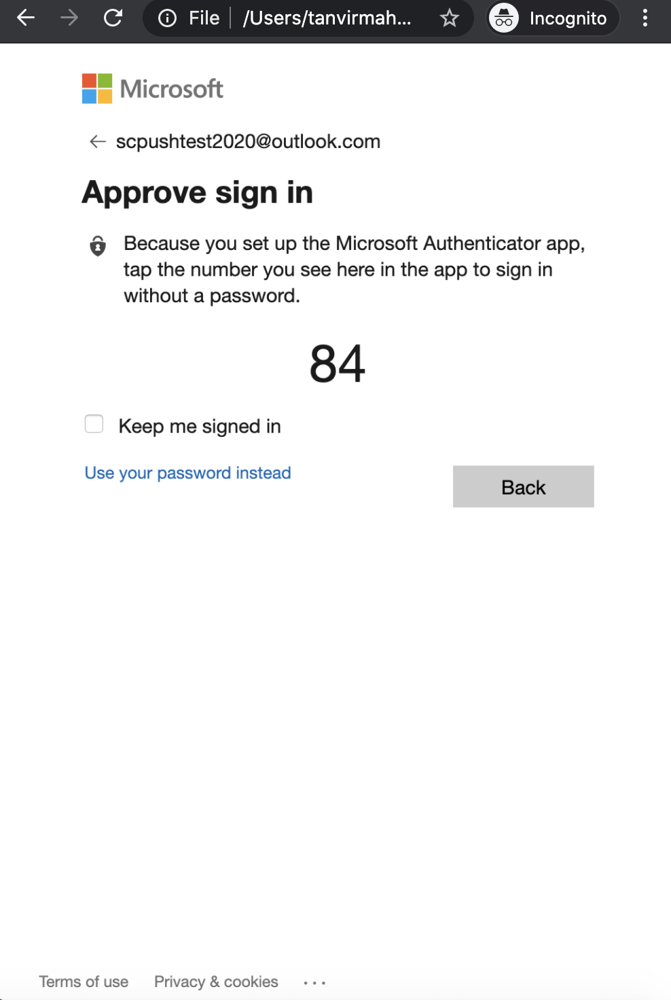 File /Users/tanvirmah... Incognito
Microsoft
scpushtest2020@outlook.com
Approve sign in
Because you set up the Microsoft Authenticator app,
tap the number you see here in the app to sign in
without a password.
84
Keep me signed in
Use your password instead
Back
Terms of use Privacy & cookies ...